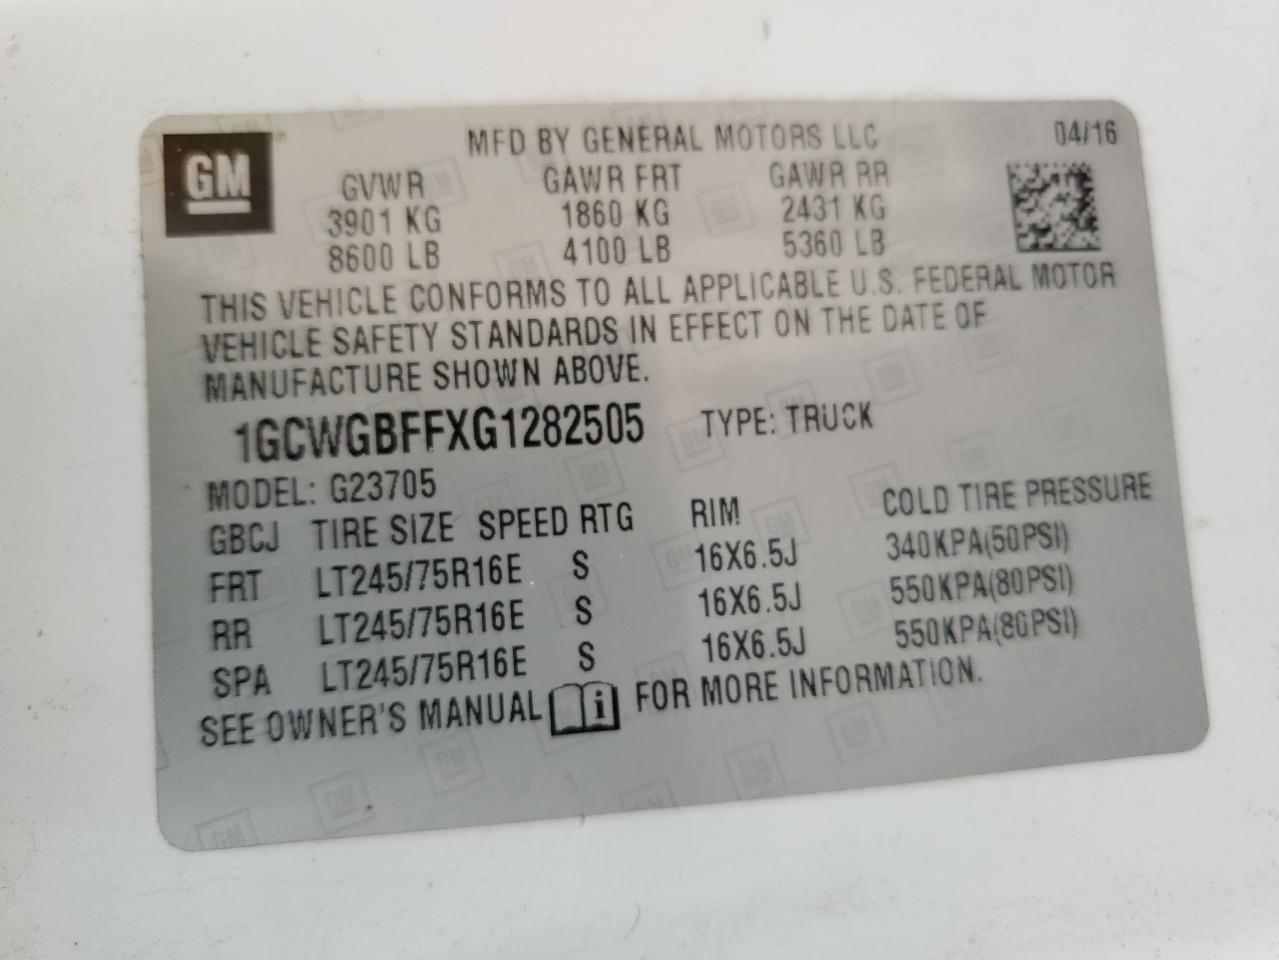 GM
MFD BY GENERAL MOTORS LLC 04/16
GVWR GAWR FRT GAWR RR
3901 KG 1860 KG 2431 KG
8600 LB 4100 LB 5360 LB
THIS VEHICLE CONFORMS TO ALL APPLICABLE U.S. FEDERAL MOTOR
VEHICLE SAFETY STANDARDS IN EFFECT ON THE DATE OF
MANUFACTURE SHOWN ABOVE.
1GCWGBFFXG1282505 TYPE: TRUCK
MODEL: G23705
GBCJ TIRE SIZE SPEED RTG RIM COLD TIRE PRESSURE
FRT LT245/75R16E S 16X6.5J 340KPA(50PSI)
RR LT245/75R16E S 16X6.5J 550KPA(80PSI)
SPA LT245/75R16E S 16X6.5J 550KPA(80PSI)
SEE OWNER'S MANUAL i FOR MORE INFORMATION.